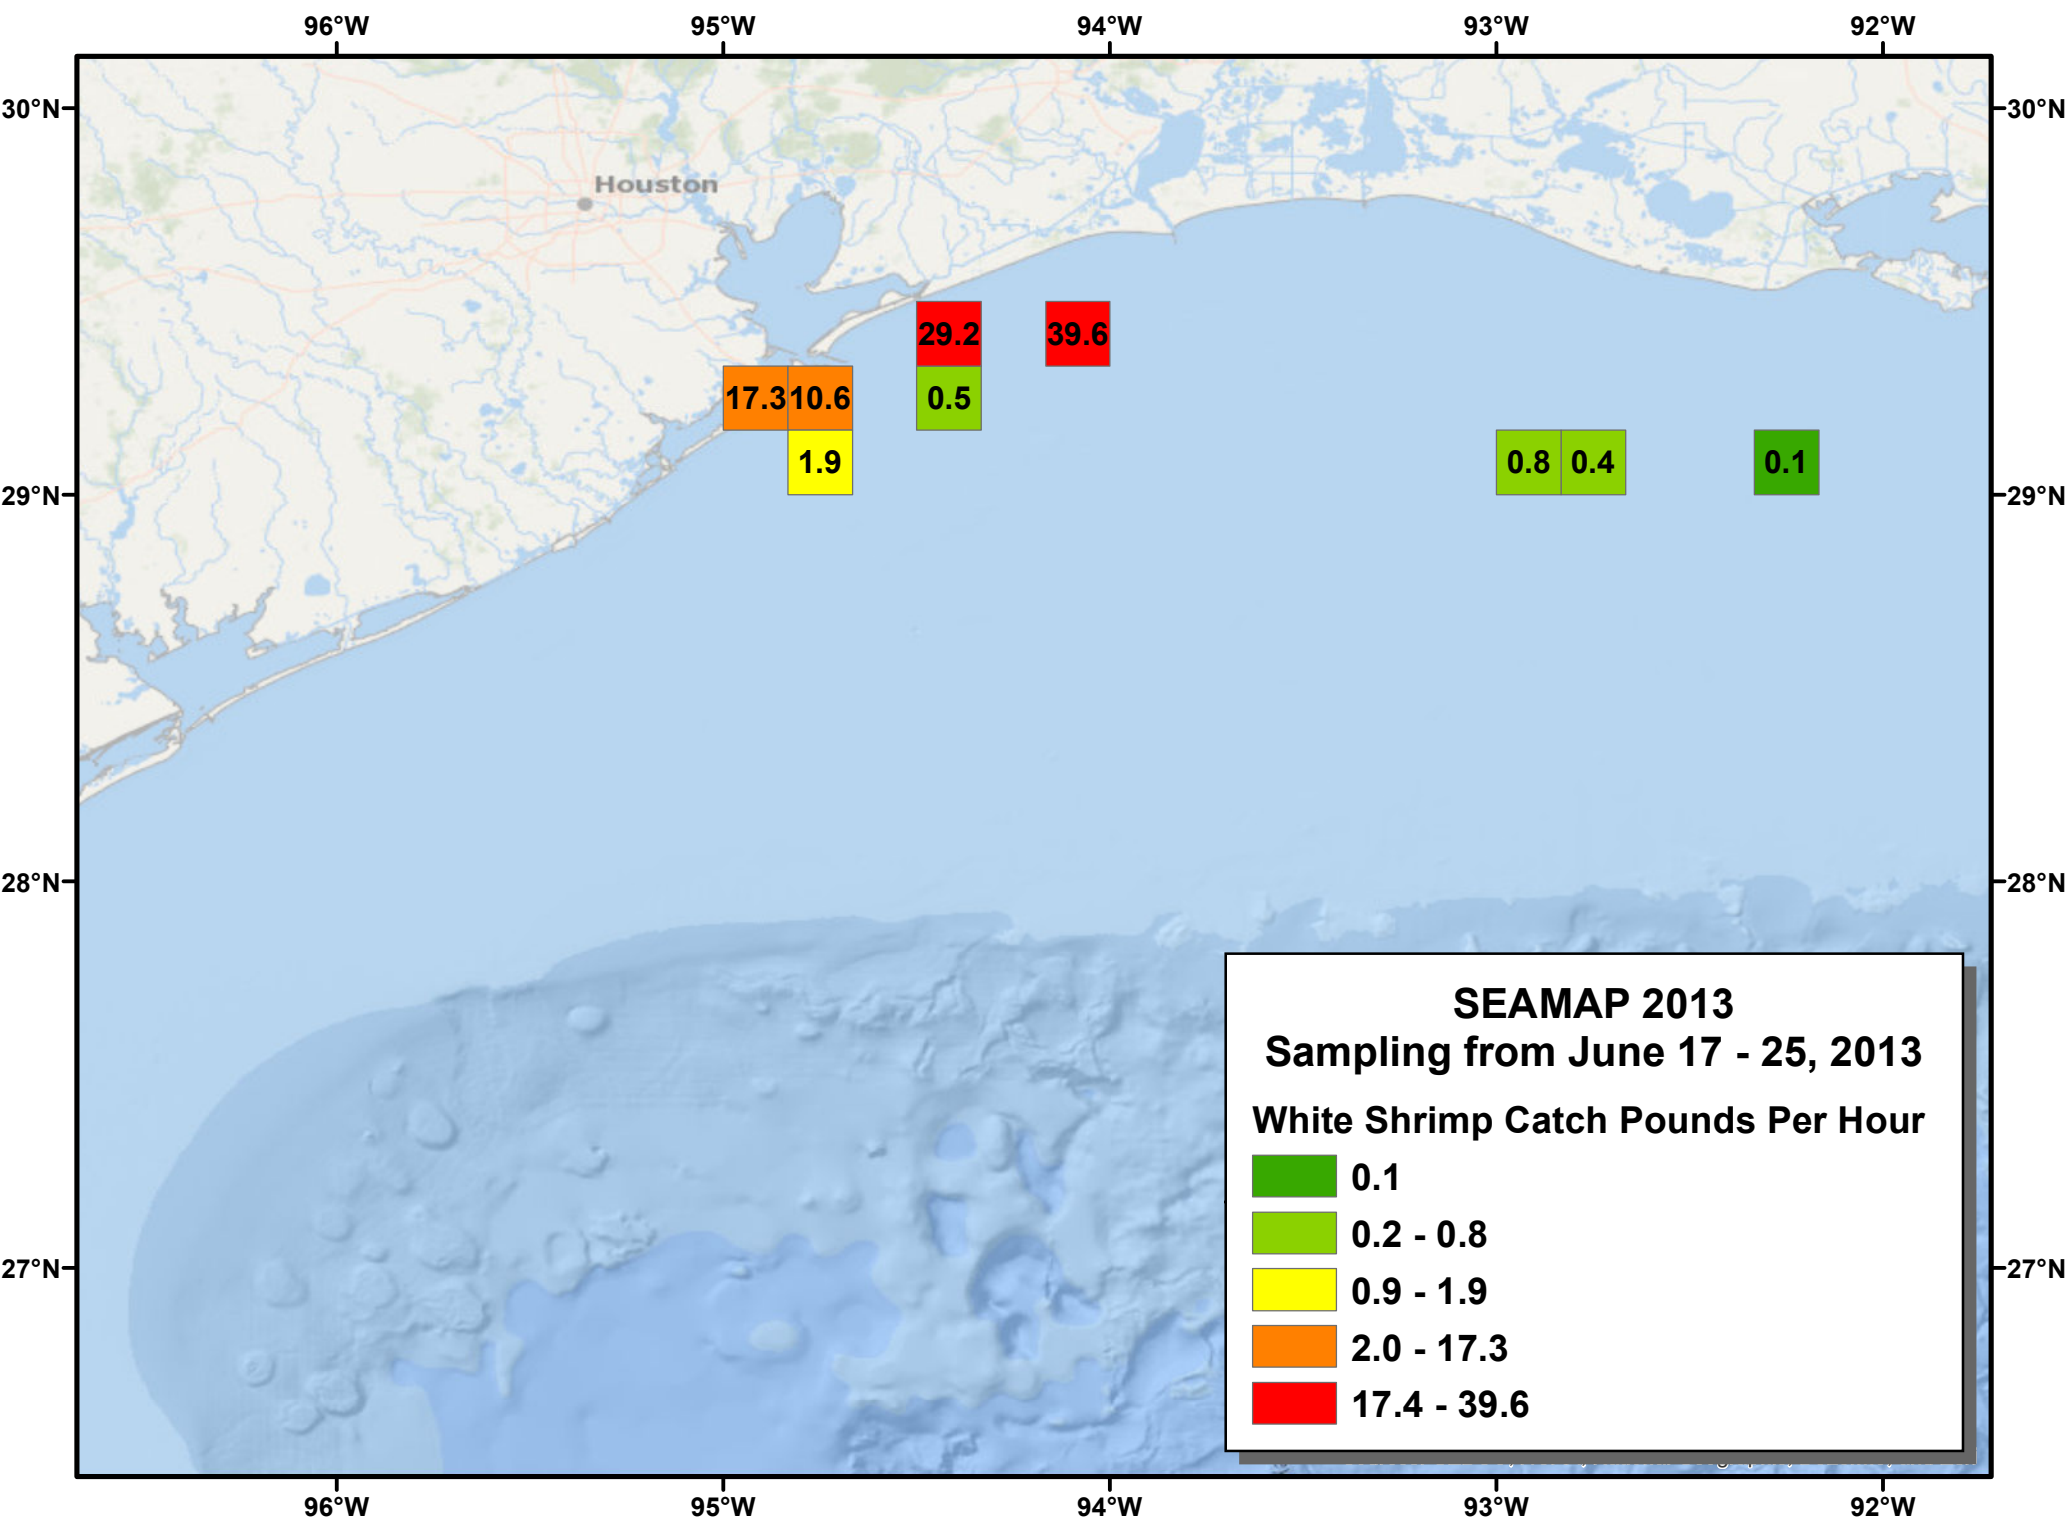 96°W 95°W 94°W 93°W 92°W
30°N 30°N
Houston
29.2 39.6
17.3 10.6 0.5
1.9 0.8 0.4 0.1
29°N 29°N
28°N 28°N
SEAMAP 2013
Sampling from June 17 - 25, 2013
White Shrimp Catch Pounds Per Hour
0.1
0.2 - 0.8
27°N 27°N
0.9 - 1.9
2.0 - 17.3
17.4 - 39.6
96°W 95°W 94°W 93°W 92°W